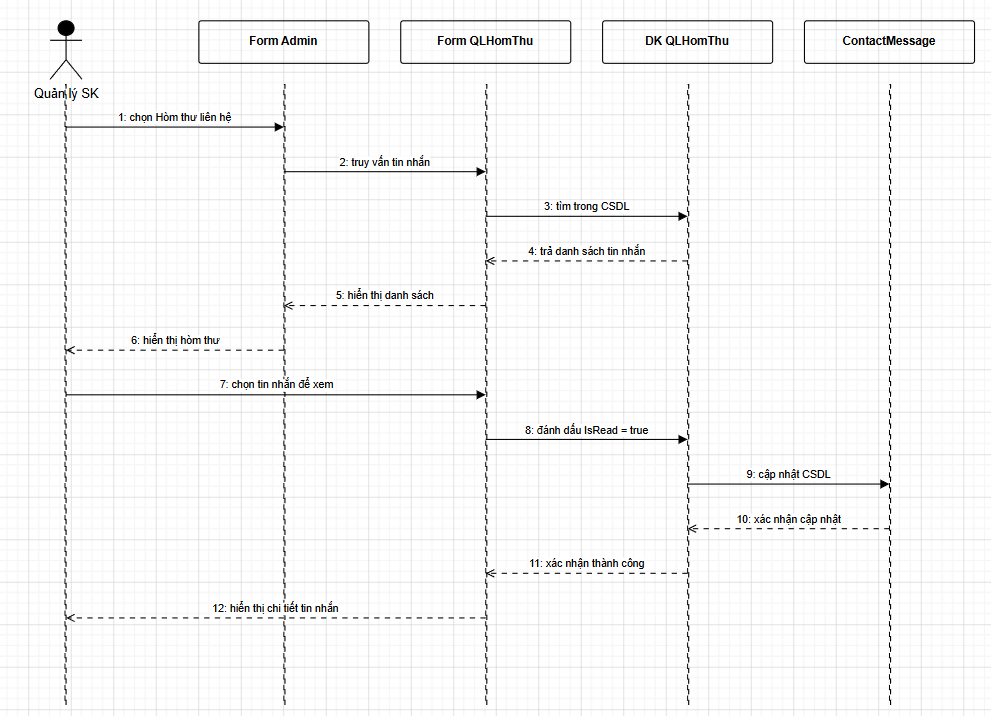 Form Admin
Form QLHomThu
DK QLHomThu
ContactMessage
Quản lý SK
1: chọn Hòm thư liên hệ
2: truy vấn tin nhắn
3: tìm trong CSDL
4: trả danh sách tin nhắn
5: hiển thị danh sách
6: hiển thị hòm thư
7: chọn tin nhắn để xem
8: đánh dấu IsRead = true
9: cập nhật CSDL
10: xác nhận cập nhật
11: xác nhận thành công
12: hiển thị chi tiết tin nhắn